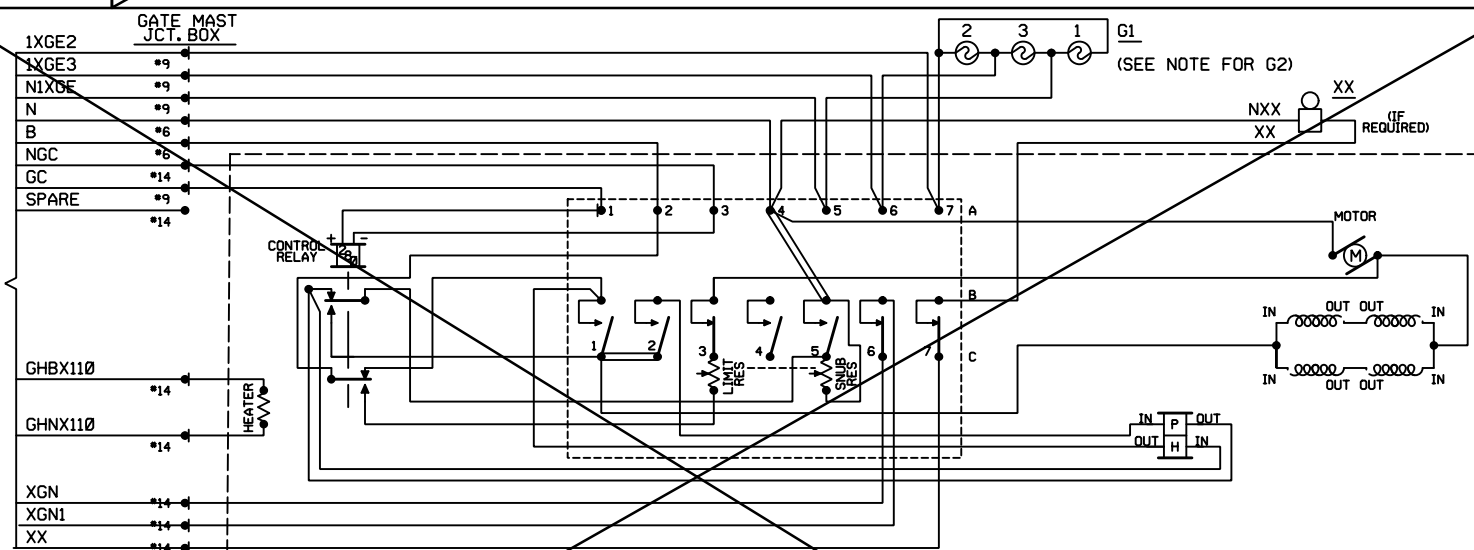 GATE MAST
JCT. BOX
1XGE2
*9
1XGE3
*9
N1XGE
*9
N
*6
B
*6
NGC
*14
GC
*9
SPARE
*14
2
3
1
G1
(SEE NOTE FOR G2)
NXX
XX
XX
(IF
REQUIRED)
1
2
3
4
5
6
7
A
CONTROL
RELAY
+
-
MOTOR
M
B
1
2
3
4
5
6
7
C
LIMIT
RES
SNUB
RES
IN
OUT
OUT
IN
IN
OUT
OUT
IN
GHBX110
*14
HEATER
GHNX110
*14
IN
P
OUT
OUT
H
IN
XGN
*14
XGN1
*14
XX
*14